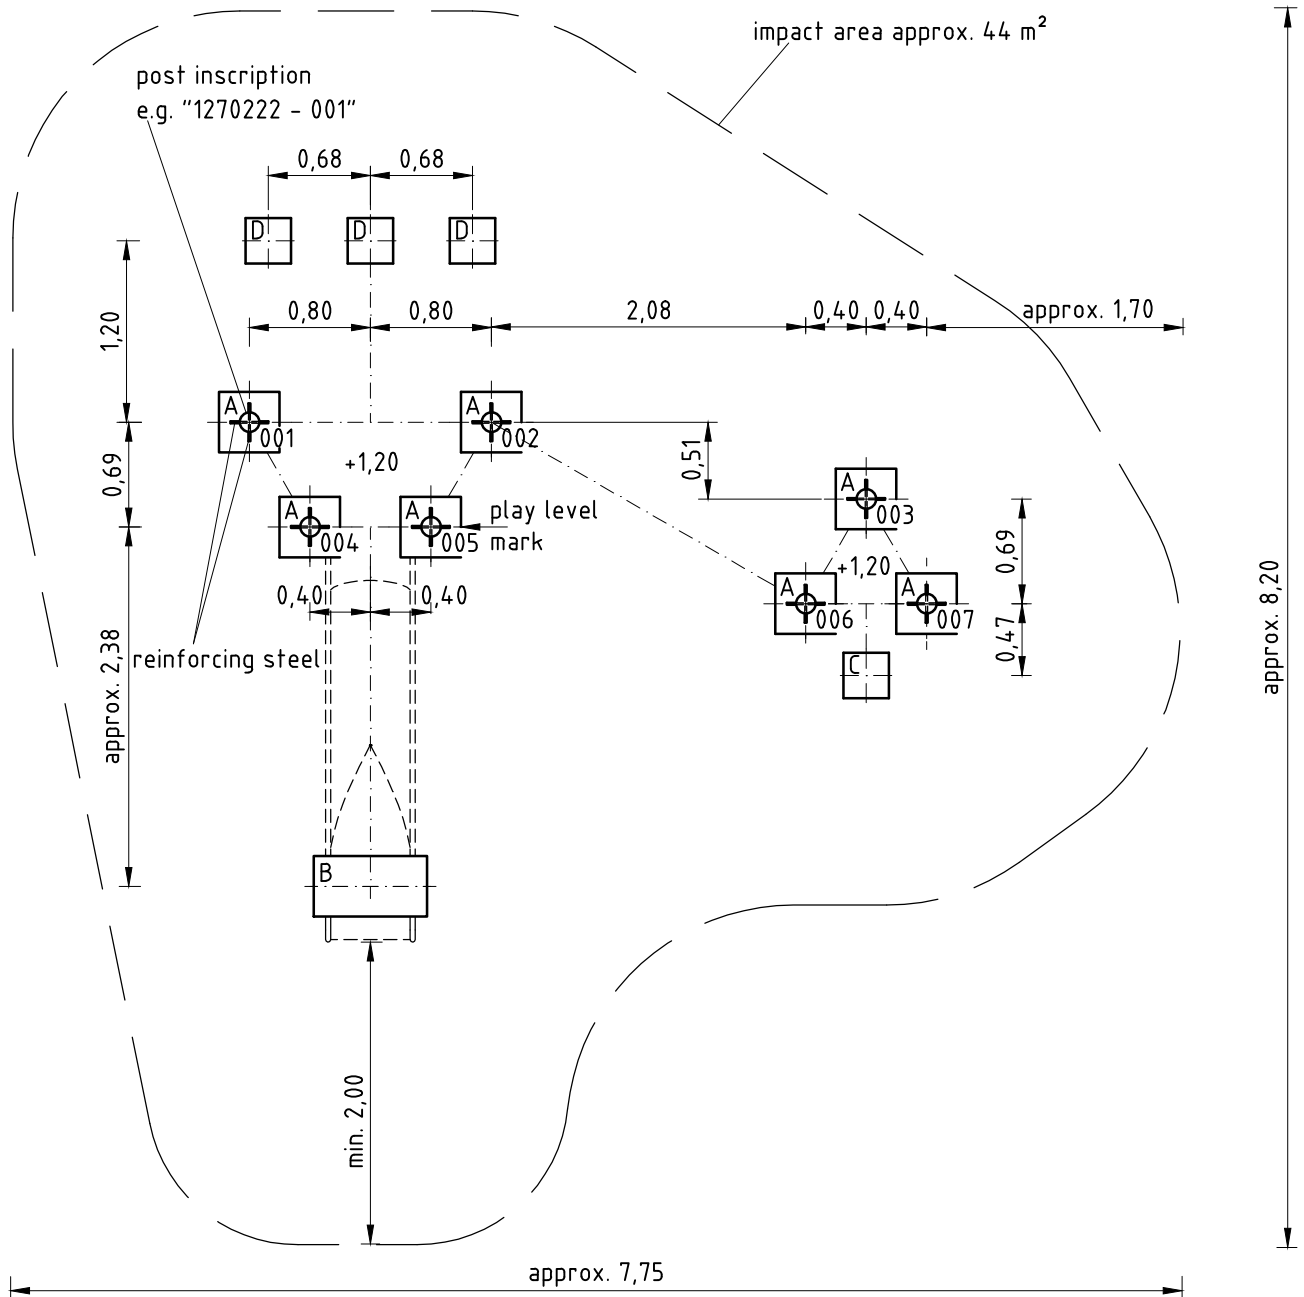 impact area approx. 44 m²
post inscription
e.g. "1270222 - 001"
0,68
0,68
D
D
D
1,20
0,80
0,80
2,08
0,40
0,40
approx. 1,70
A
001
A
002
0,69
+1,20
0,51
A
003
A
004
A
005
play level
mark
+1,20
0,69
A
006
A
007
0,40
0,40
0,47
C
approx. 2,38
reinforcing steel
approx. 8,20
B
min. 2,00
approx. 7,75